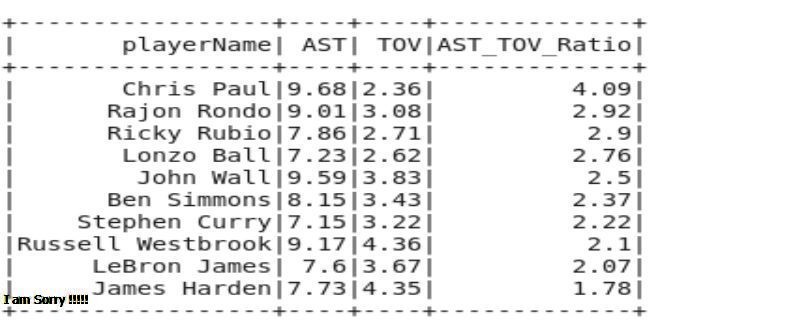 +----------------+----+----+-------------+
|      playerName| AST| TOV|AST_TOV_Ratio|
+----------------+----+----+-------------+
|      Chris Paul|9.68|2.36|         4.09|
|     Rajon Rondo|9.01|3.08|         2.92|
|     Ricky Rubio|7.86|2.71|          2.9|
|      Lonzo Ball|7.23|2.62|         2.76|
|       John Wall|9.59|3.83|          2.5|
|     Ben Simmons|8.15|3.43|         2.37|
|   Stephen Curry|7.15|3.22|         2.22|
|Russell Westbrook|9.17|4.36|          2.1|
|    LeBron James| 7.6|3.67|         2.07|
|    James Harden|7.73|4.35|         1.78|
I am Sorry !!!!!
+----------------+----+----+-------------+